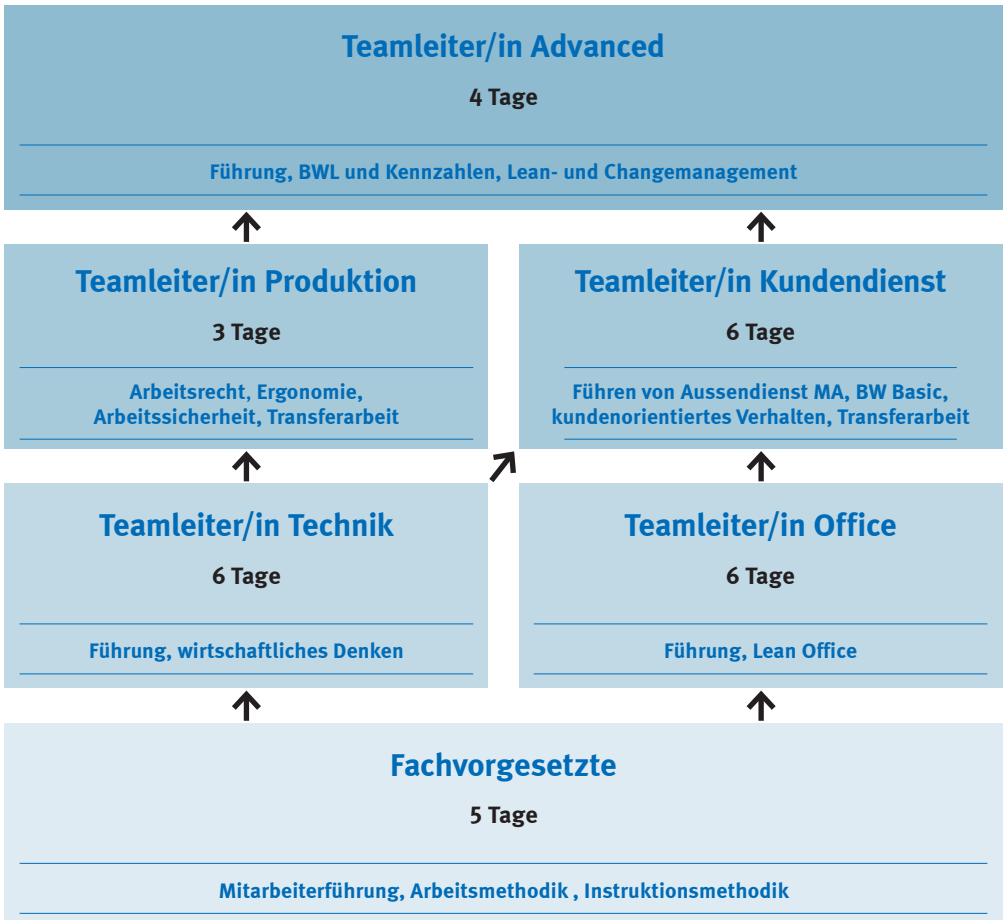 Teamleiter/in Advanced
4 Tage
Führung, BWL und Kennzahlen, Lean- und Changemanagement
Teamleiter/in Produktion
3 Tage
Arbeitsrecht, Ergonomie,
Arbeitssicherheit, Transferarbeit
Teamleiter/in Kundendienst
6 Tage
Führen von Aussendienst MA, BW Basic,
kundenorientiertes Verhalten, Transferarbeit
Teamleiter/in Technik
6 Tage
Führung, wirtschaftliches Denken
Teamleiter/in Office
6 Tage
Führung, Lean Office
Fachvorgesetzte
5 Tage
Mitarbeiterführung, Arbeitsmethodik , Instruktionsmethodik